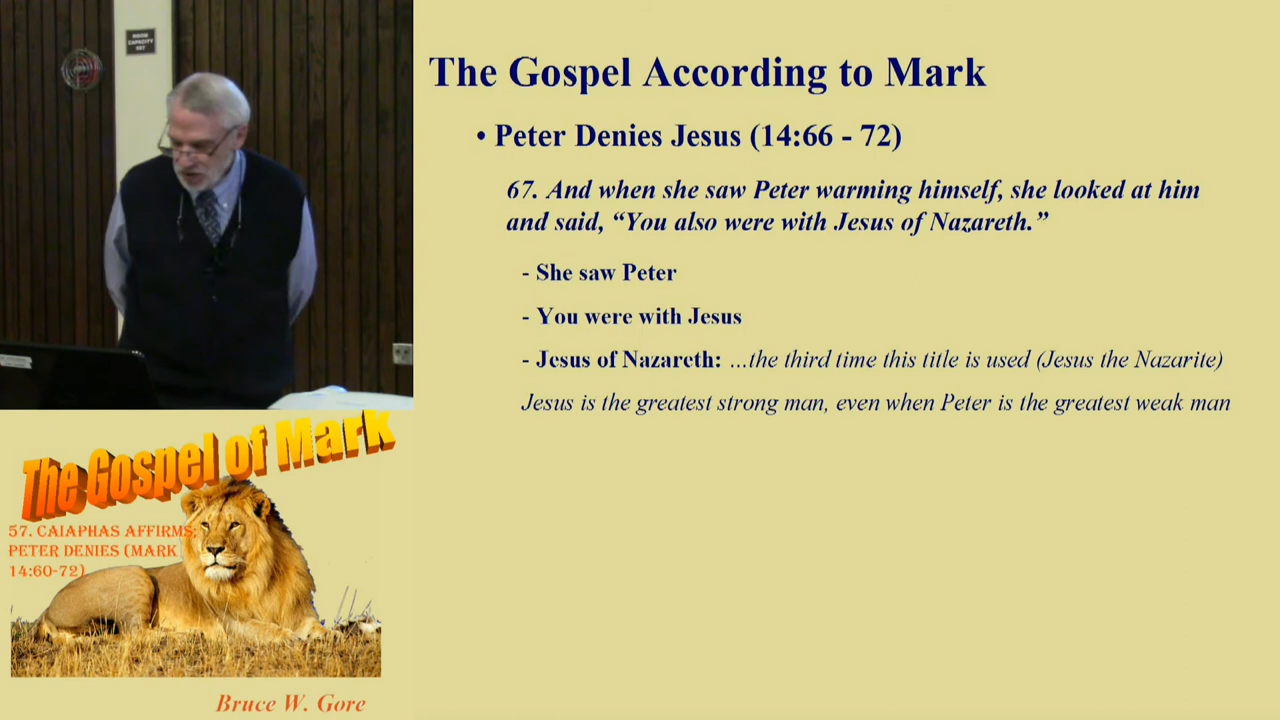 ROOM
CAPACITY
The Gospel According to Mark
• Peter Denies Jesus (14:66 - 72)
67. And when she saw Peter warming himself, she looked at him
and said, “You also were with Jesus of Nazareth.”
- She saw Peter
- You were with Jesus
- Jesus of Nazareth: ...the third time this title is used (Jesus the Nazarite)
Jesus is the greatest strong man, even when Peter is the greatest weak man
The Gospel of Mark
57. CAIAPHAS AFFIRMS;
PETER DENIES (MARK
14:60-72)
Bruce W. Gore